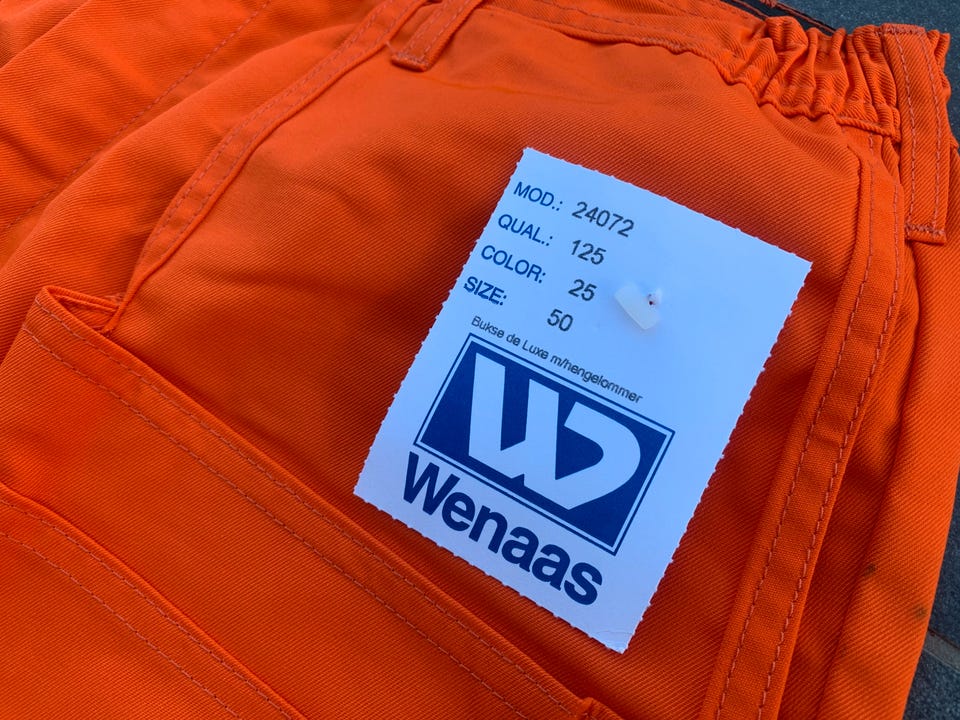 MOD.: 24072
QUAL.: 125
COLOR: 25
SIZE: 50
Bukse de Luxe m/hengelommer
Wenaas